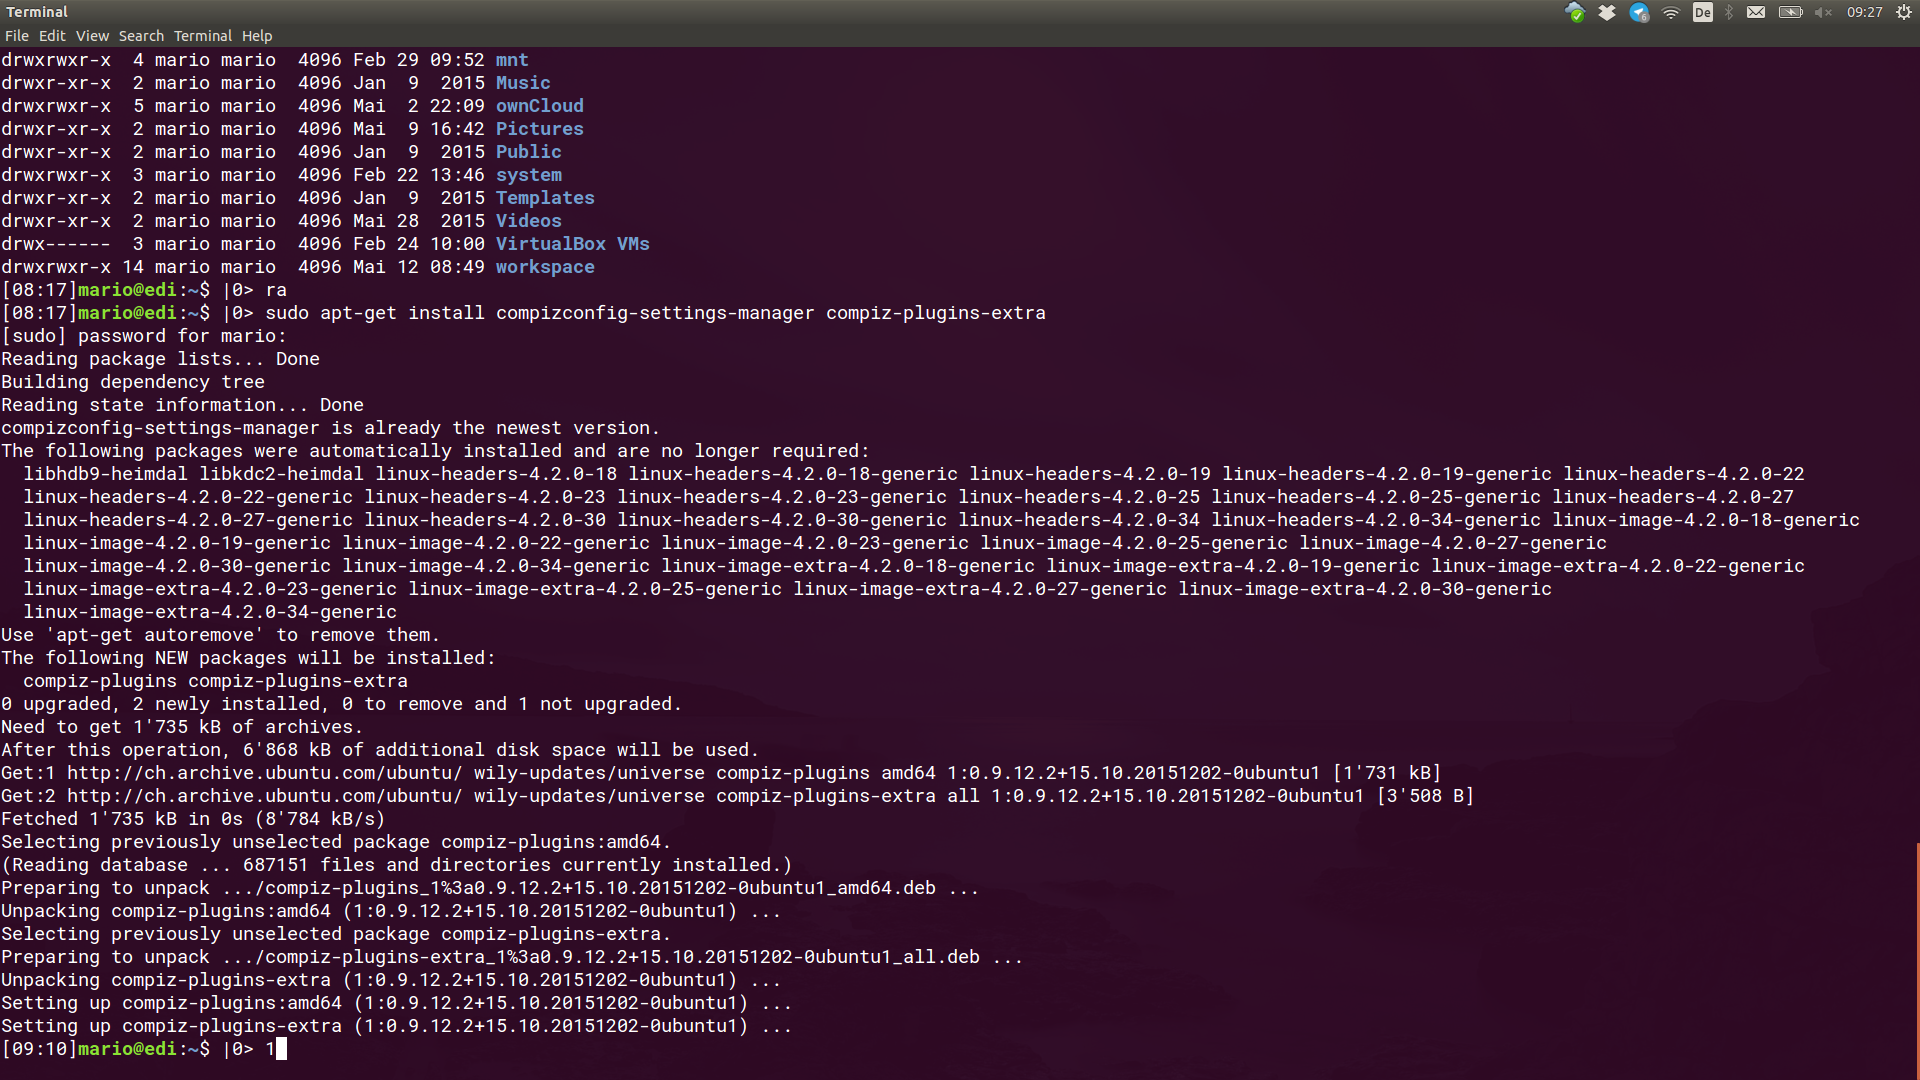 Terminal
De 09:27
File Edit View Search Terminal Help
drwxrwxr-x  4 mario mario  4096 Feb 29 09:52 mnt
drwxr-xr-x  2 mario mario  4096 Jan  9  2015 Music
drwxrwxr-x  5 mario mario  4096 Mai  2 22:09 ownCloud
drwxr-xr-x  2 mario mario  4096 Mai  9 16:42 Pictures
drwxr-xr-x  2 mario mario  4096 Jan  9  2015 Public
drwxrwxr-x  3 mario mario  4096 Feb 22 13:46 system
drwxr-xr-x  2 mario mario  4096 Jan  9  2015 Templates
drwxr-xr-x  2 mario mario  4096 Mai 28  2015 Videos
drwx------  3 mario mario  4096 Feb 24 10:00 VirtualBox VMs
drwxrwxr-x 14 mario mario  4096 Mai 12 08:49 workspace
[08:17]mario@edi:~$ |0> ra
[08:17]mario@edi:~$ |0> sudo apt-get install compizconfig-settings-manager compiz-plugins-extra
[sudo] password for mario:
Reading package lists... Done
Building dependency tree
Reading state information... Done
compizconfig-settings-manager is already the newest version.
The following packages were automatically installed and are no longer required:
  libhdb9-heimdal libkdc2-heimdal linux-headers-4.2.0-18 linux-headers-4.2.0-18-generic linux-headers-4.2.0-19 linux-headers-4.2.0-19-generic linux-headers-4.2.0-22
  linux-headers-4.2.0-22-generic linux-headers-4.2.0-23 linux-headers-4.2.0-23-generic linux-headers-4.2.0-25 linux-headers-4.2.0-25-generic linux-headers-4.2.0-27
  linux-headers-4.2.0-27-generic linux-headers-4.2.0-30 linux-headers-4.2.0-30-generic linux-headers-4.2.0-34 linux-headers-4.2.0-34-generic linux-image-4.2.0-18-generic
  linux-image-4.2.0-19-generic linux-image-4.2.0-22-generic linux-image-4.2.0-23-generic linux-image-4.2.0-25-generic linux-image-4.2.0-27-generic
  linux-image-4.2.0-30-generic linux-image-4.2.0-34-generic linux-image-extra-4.2.0-18-generic linux-image-extra-4.2.0-19-generic linux-image-extra-4.2.0-22-generic
  linux-image-extra-4.2.0-23-generic linux-image-extra-4.2.0-25-generic linux-image-extra-4.2.0-27-generic linux-image-extra-4.2.0-30-generic
  linux-image-extra-4.2.0-34-generic
Use 'apt-get autoremove' to remove them.
The following NEW packages will be installed:
  compiz-plugins compiz-plugins-extra
0 upgraded, 2 newly installed, 0 to remove and 1 not upgraded.
Need to get 1'735 kB of archives.
After this operation, 6'868 kB of additional disk space will be used.
Get:1 http://ch.archive.ubuntu.com/ubuntu/ wily-updates/universe compiz-plugins amd64 1:0.9.12.2+15.10.20151202-0ubuntu1 [1'731 kB]
Get:2 http://ch.archive.ubuntu.com/ubuntu/ wily-updates/universe compiz-plugins-extra all 1:0.9.12.2+15.10.20151202-0ubuntu1 [3'508 B]
Fetched 1'735 kB in 0s (8'784 kB/s)
Selecting previously unselected package compiz-plugins:amd64.
(Reading database ... 687151 files and directories currently installed.)
Preparing to unpack .../compiz-plugins_1%3a0.9.12.2+15.10.20151202-0ubuntu1_amd64.deb ...
Unpacking compiz-plugins:amd64 (1:0.9.12.2+15.10.20151202-0ubuntu1) ...
Selecting previously unselected package compiz-plugins-extra.
Preparing to unpack .../compiz-plugins-extra_1%3a0.9.12.2+15.10.20151202-0ubuntu1_all.deb ...
Unpacking compiz-plugins-extra (1:0.9.12.2+15.10.20151202-0ubuntu1) ...
Setting up compiz-plugins:amd64 (1:0.9.12.2+15.10.20151202-0ubuntu1) ...
Setting up compiz-plugins-extra (1:0.9.12.2+15.10.20151202-0ubuntu1) ...
[09:10]mario@edi:~$ |0> 1